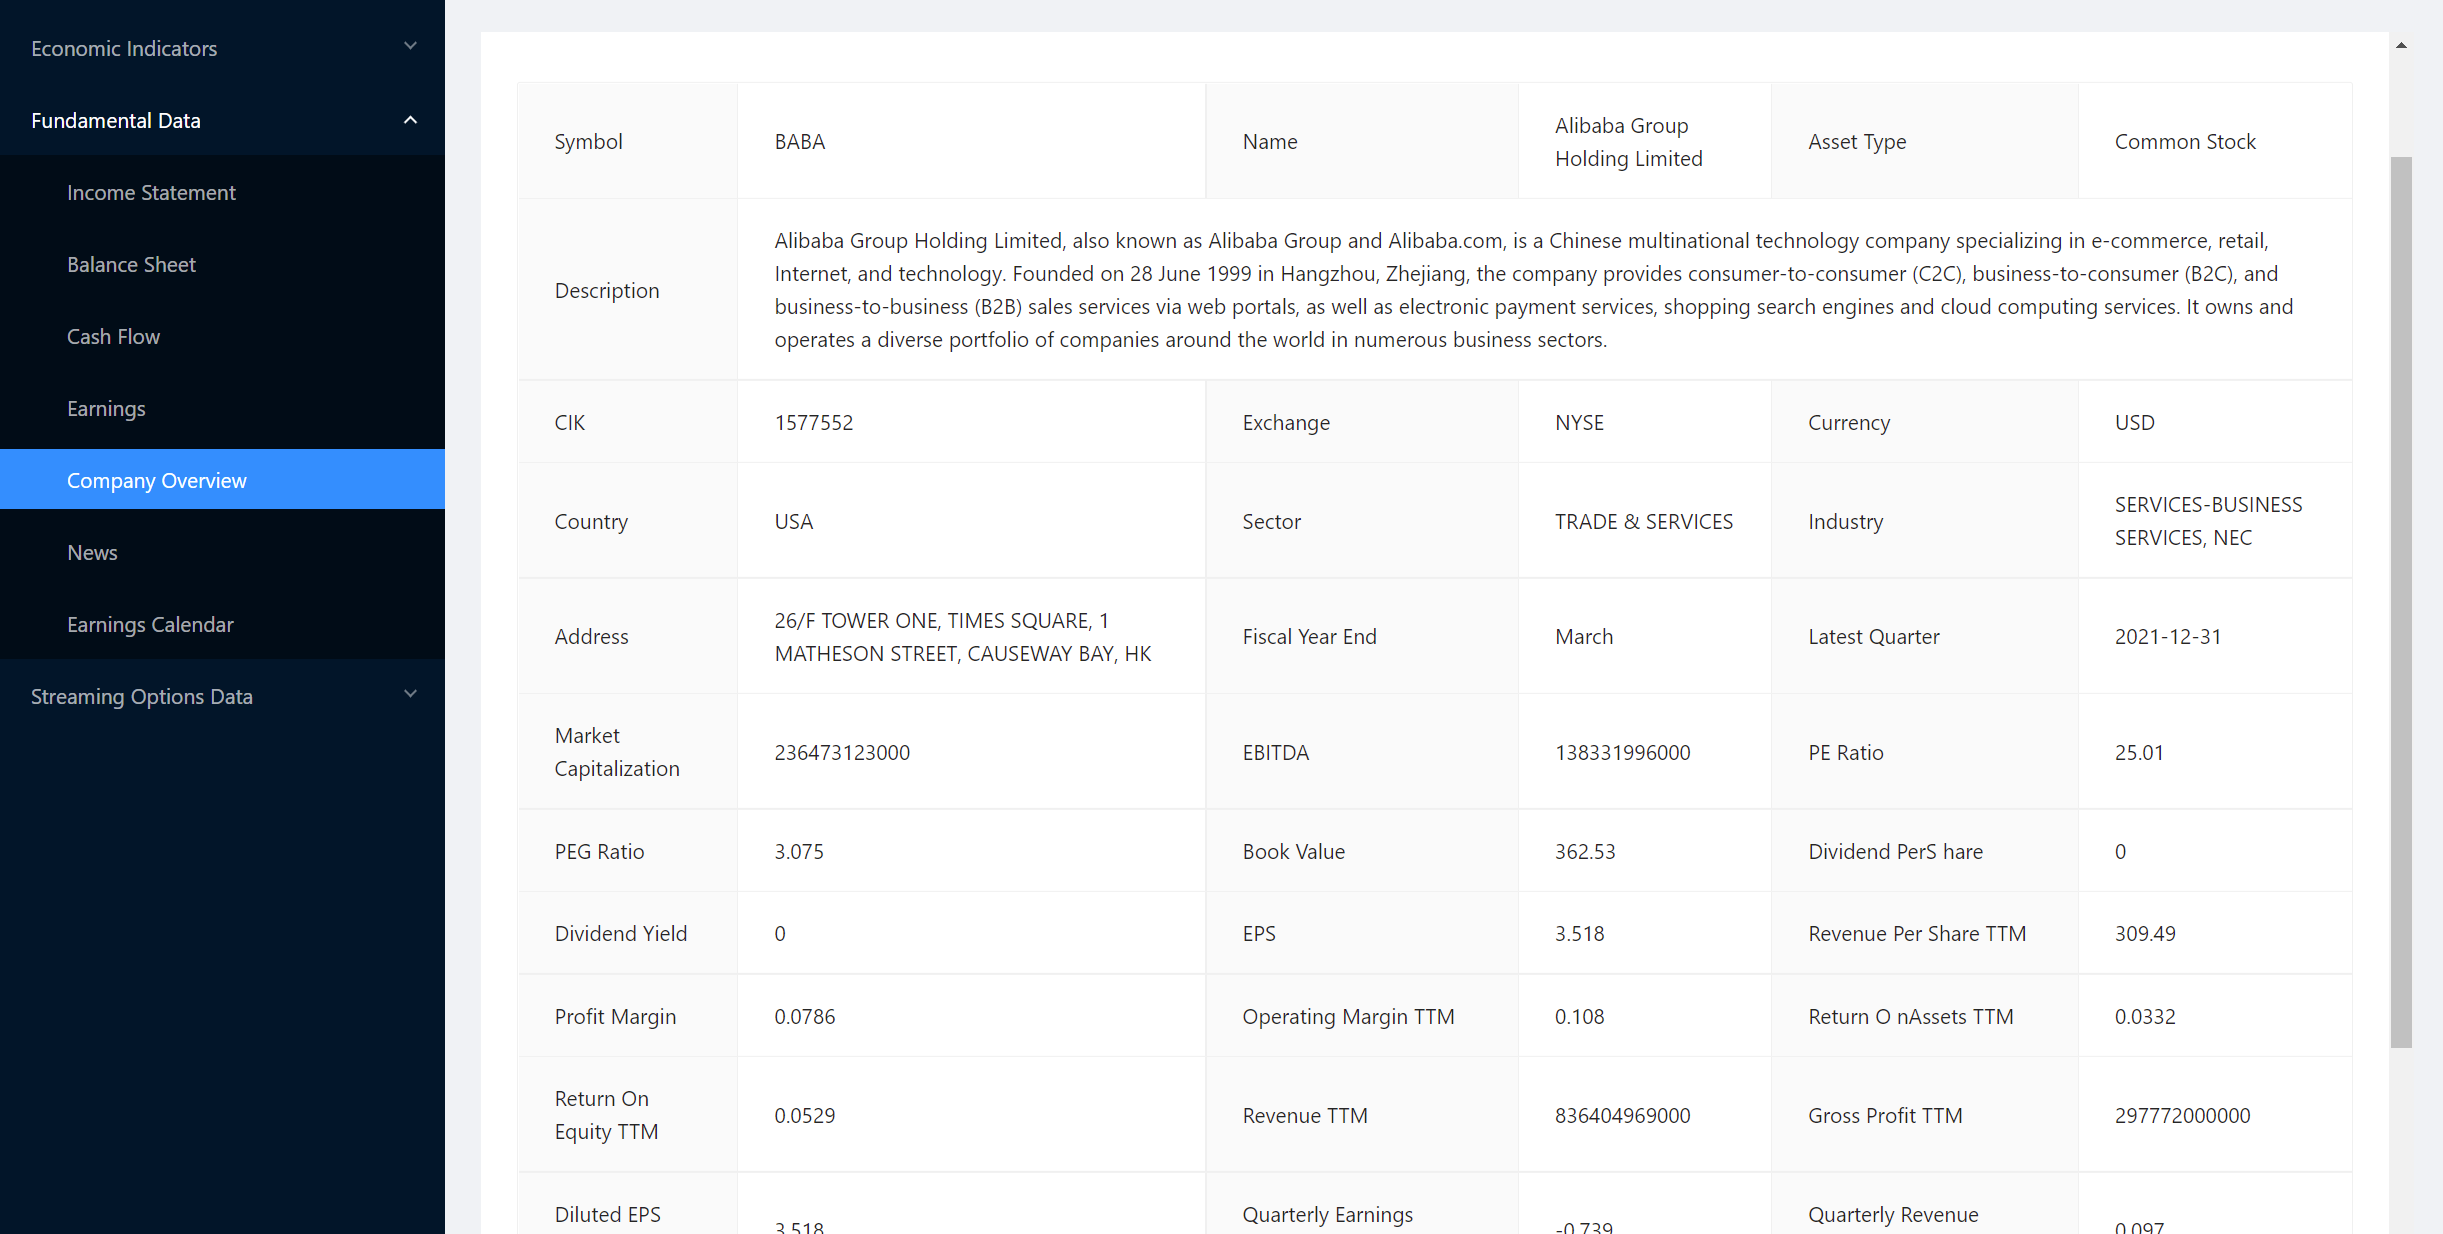 Economic Indicators
Fundamental Data
Income Statement
Balance Sheet
Cash Flow
Earnings
Company Overview
News
Earnings Calendar
Streaming Options Data
Symbol
BABA
Name
Alibaba Group
Holding Limited
Asset Type
Common Stock
Description
Alibaba Group Holding Limited, also known as Alibaba Group and Alibaba.com, is a Chinese multinational technology company specializing in e-commerce, retail,
Internet, and technology. Founded on 28 June 1999 in Hangzhou, Zhejiang, the company provides consumer-to-consumer (C2C), business-to-consumer (B2C), and
business-to-business (B2B) sales services via web portals, as well as electronic payment services, shopping search engines and cloud computing services. It owns and
operates a diverse portfolio of companies around the world in numerous business sectors.
CIK
1577552
Exchange
NYSE
Currency
USD
Country
USA
Sector
TRADE & SERVICES
Industry
SERVICES-BUSINESS
SERVICES, NEC
Address
26/F TOWER ONE, TIMES SQUARE, 1
MATHESON STREET, CAUSEWAY BAY, HK
Fiscal Year End
March
Latest Quarter
2021-12-31
Market
Capitalization
236473123000
EBITDA
138331996000
PE Ratio
25.01
PEG Ratio
3.075
Book Value
362.53
Dividend PerS hare
0
Dividend Yield
0
EPS
3.518
Revenue Per Share TTM
309.49
Profit Margin
0.0786
Operating Margin TTM
0.108
Return O nAssets TTM
0.0332
Return On
Equity TTM
0.0529
Revenue TTM
836404969000
Gross Profit TTM
297772000000
Diluted EPS
3.518
Quarterly Earnings
-0.739
Quarterly Revenue
0.097